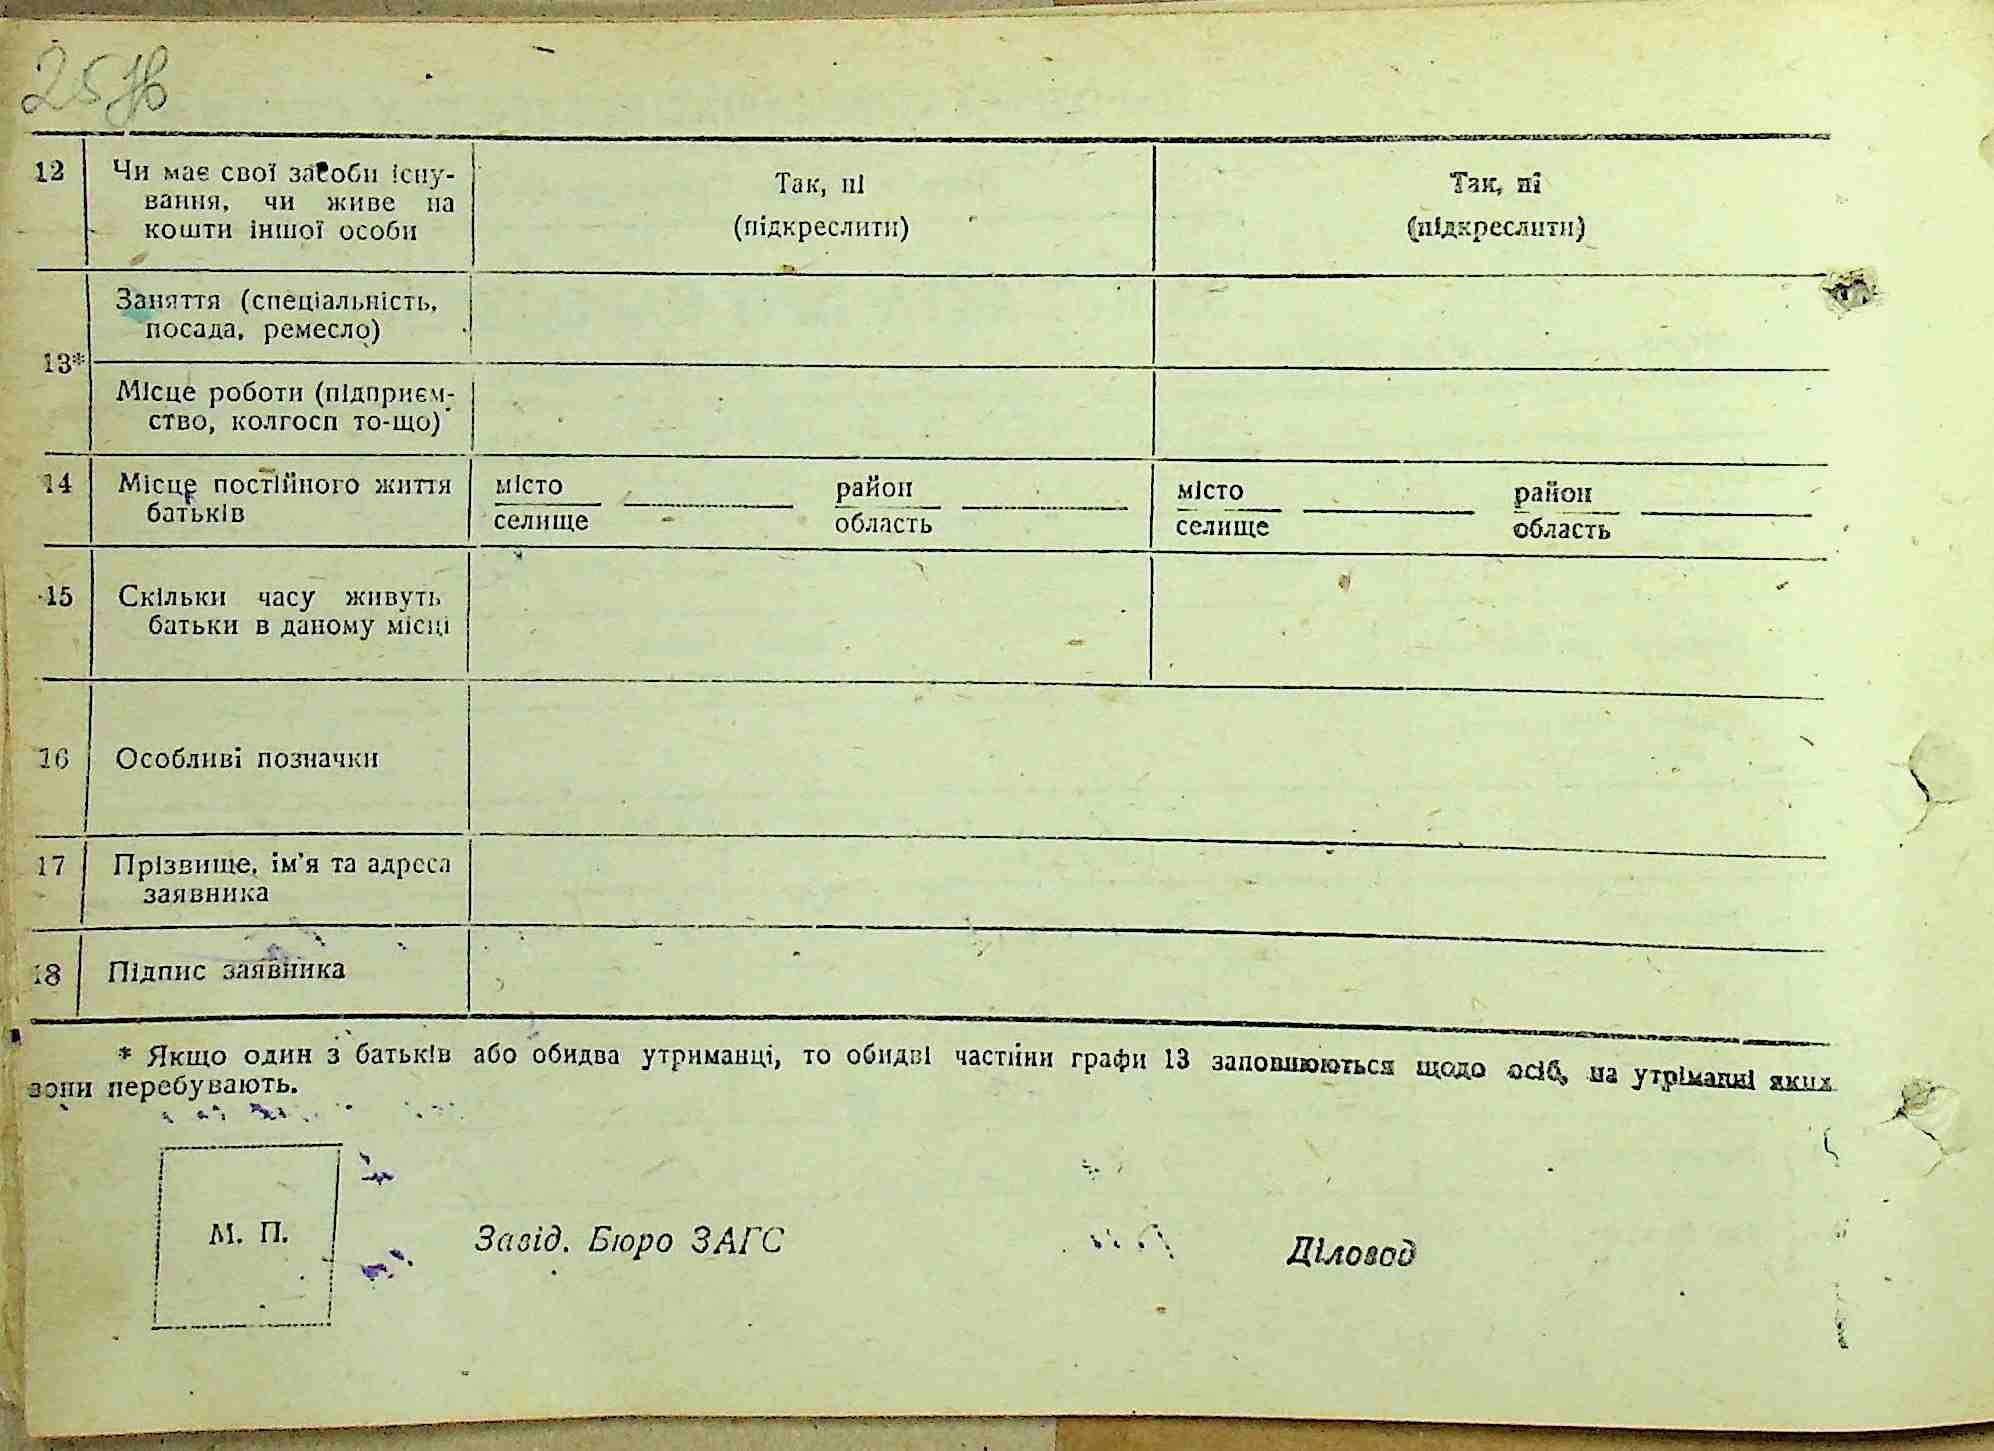 12 Чи має свої засоби існу-
вання, чи живе на
кошти іншої особи
Так, ні
(підкреслити)
Так, ні
(підкреслити)
13*
Заняття (спеціальність,
посада, ремесло)
Місце роботи (підприєм-
ство, колгосп то-що)
14 Місце постійного життя
батьків
місто
селище
район
область
місто
селище
район
область
15 Скільки часу живуть
батьки в даному місці
16 Особливі позначки
17 Прізвище, ім'я та адреса
заявника
18 Підпис заявника
* Якщо один з батьків або обидва утриманці, то обидві частини графи 13 заповнюються щодо осіб, на утріманні яких
вони перебувають.
М. П.
Завід. Бюро ЗАГС
Діловод